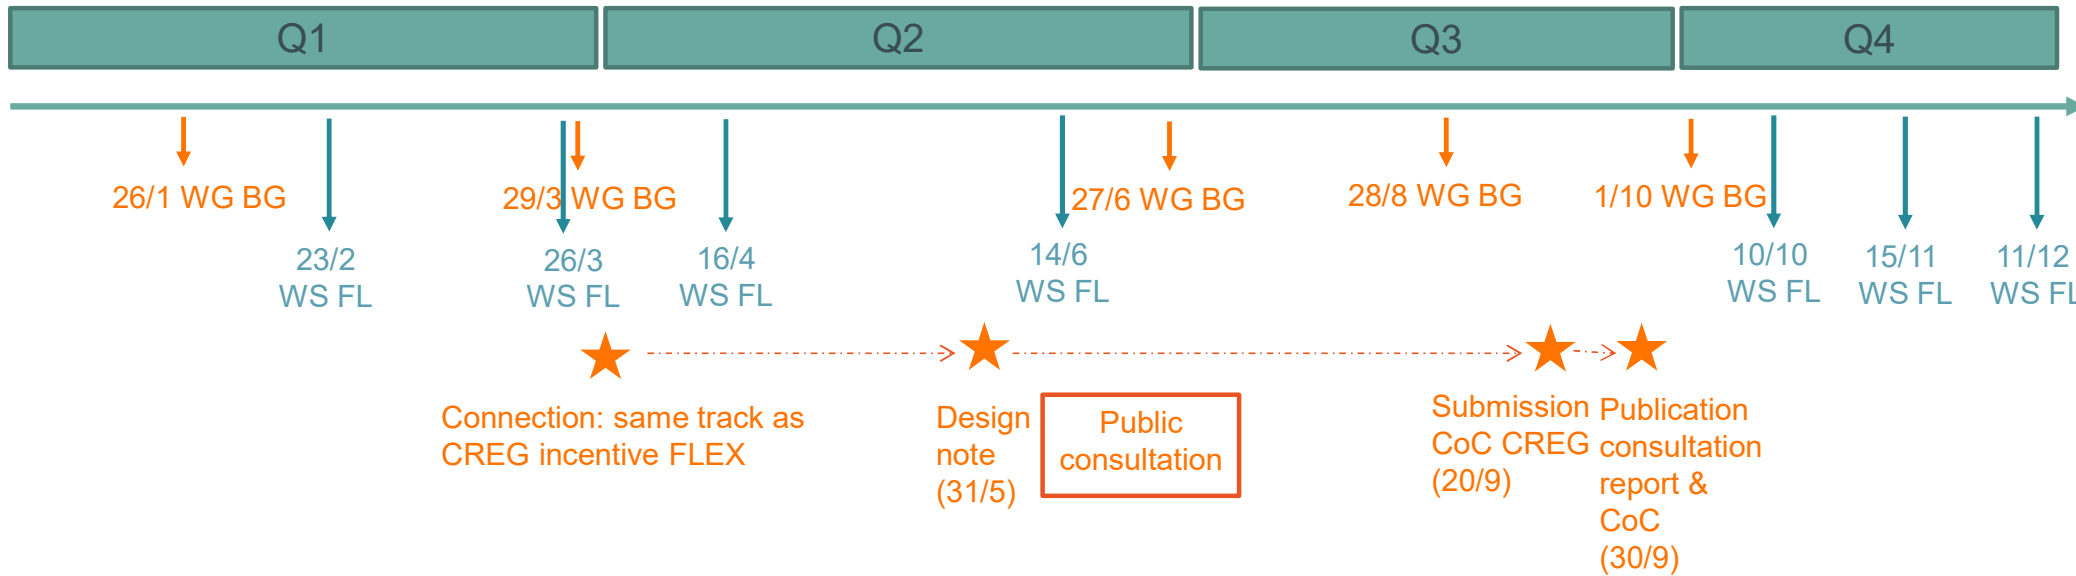 Q1
Q2
Q3
Q4
26/1 WG BG
29/3 WG BG
27/6 WG BG
28/8 WG BG
1/10 WG BG
23/2
WS FL
26/3
WS FL
16/4
WS FL
14/6
WS FL
10/10
WS FL
15/11
WS FL
11/12
WS FL
Connection: same track as
CREG incentive FLEX
Design
note
(31/5)
Public
consultation
Submission
CoC CREG
(20/9)
Publication
consultation
report &
CoC
(30/9)